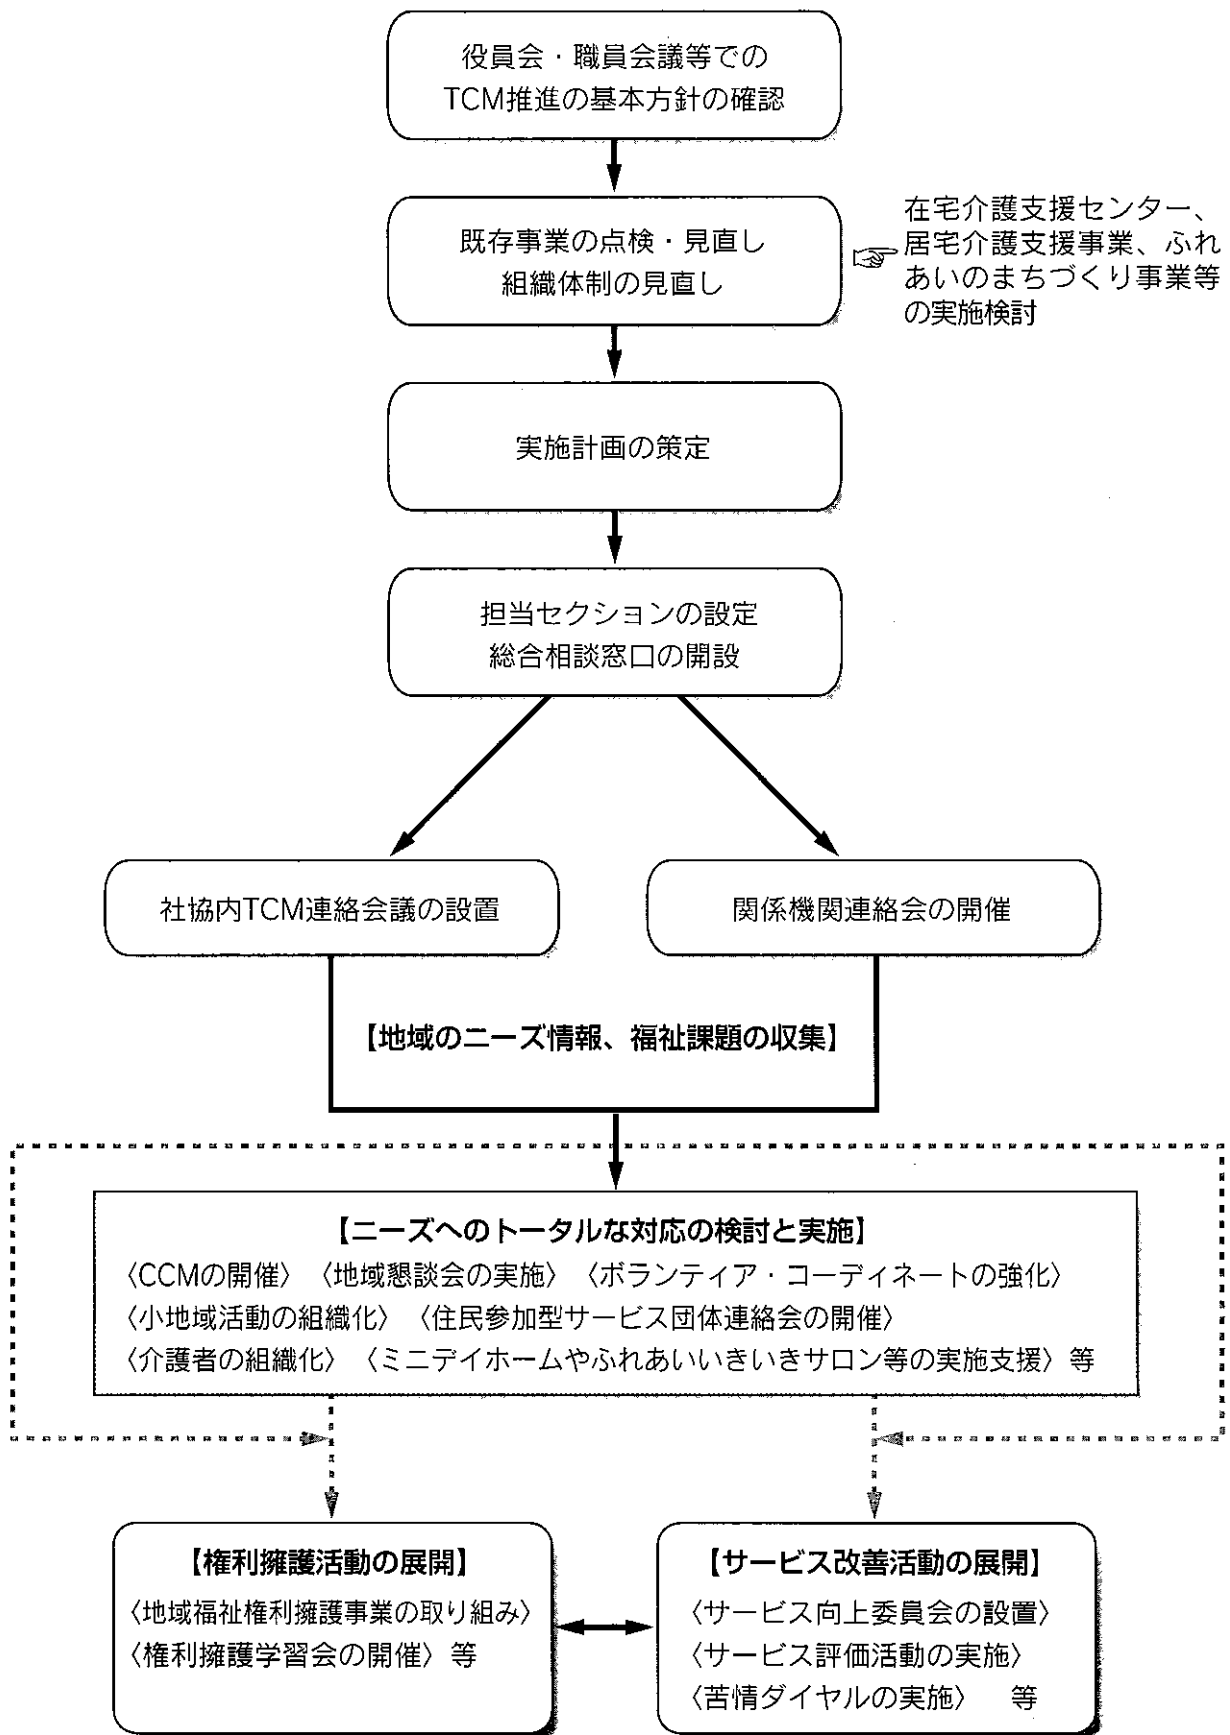 役員会・職員会議等での
TCM推進の基本方針の確認
既存事業の点検・見直し
組織体制の見直し
在宅介護支援センター、
居宅介護支援事業、ふれ
あいのまちづくり事業等
の実施検討
実施計画の策定
担当セクションの設定
総合相談窓口の開設
社協内TCM連絡会議の設置
関係機関連絡会の開催
【地域のニーズ情報、福祉課題の収集】
【ニーズへのトータルな対応の検討と実施】
〈CCMの開催〉〈地域懇談会の実施〉〈ボランティア・コーディネートの強化〉
〈小地域活動の組織化〉〈住民参加型サービス団体連絡会の開催〉
〈介護者の組織化〉〈ミニデイホームやふれあいいきいきサロン等の実施支援〉等
【権利擁護活動の展開】
〈地域福祉権利擁護事業の取り組み〉
〈権利擁護学習会の開催〉等
【サービス改善活動の展開】
〈サービス向上委員会の設置〉
〈サービス評価活動の実施〉
〈苦情ダイヤルの実施〉　等